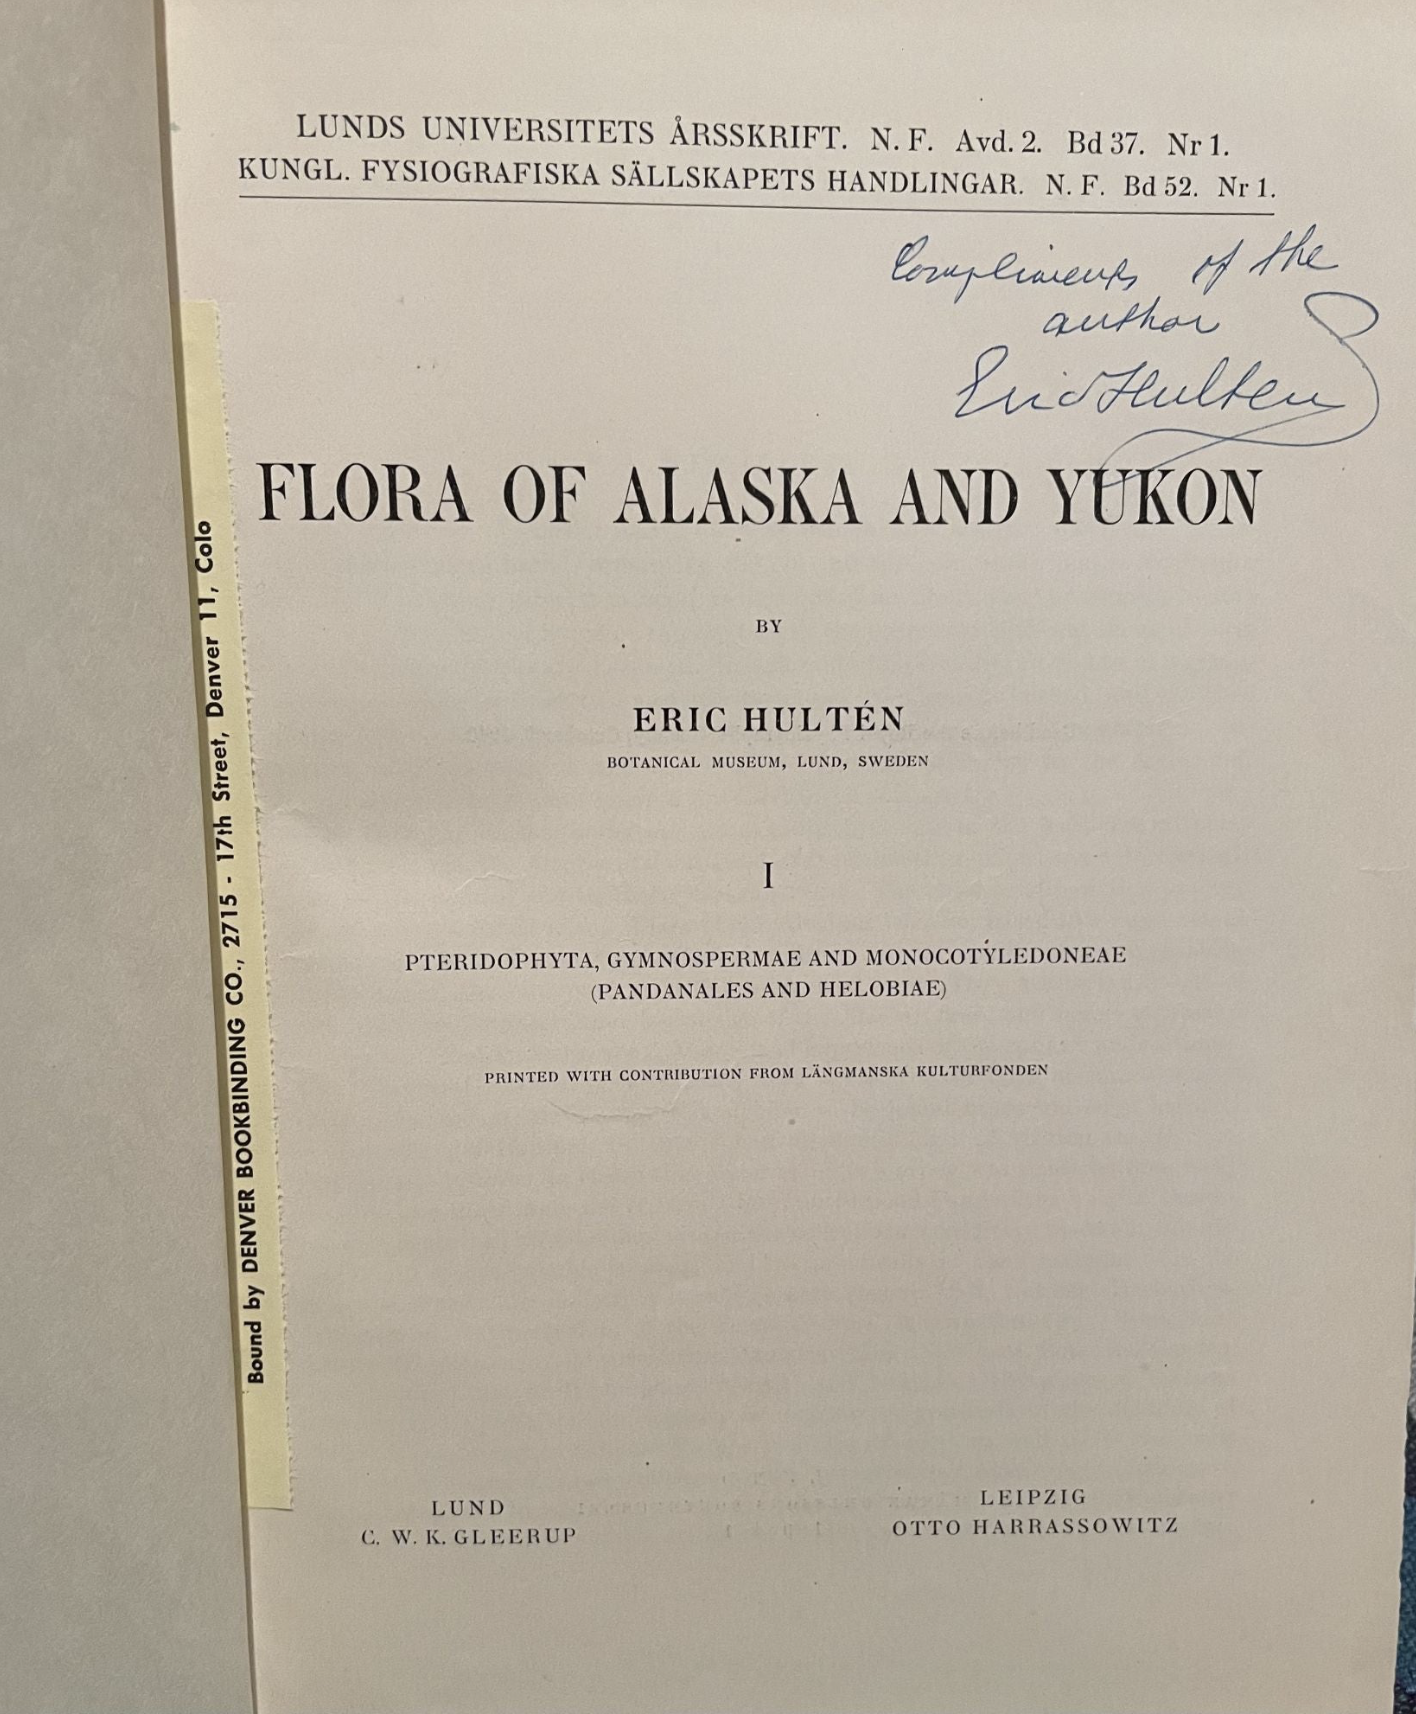 LUNDS UNIVERSITETS ÅRSSKRIFT. N. F. Avd. 2. Bd 37. Nr 1.
KUNGL. FYSIOGRAFISKA SÄLLSKAPETS HANDLINGAR. N. F. Bd 52. Nr 1.
Compliments of the
author
Eric Hultén
FLORA OF ALASKA AND YUKON
BY
ERIC HULTÉN
BOTANICAL MUSEUM, LUND, SWEDEN
I
PTERIDOPHYTA, GYMNOSPERMAE AND MONOCOTYLEDONEAE
(PANDANALES AND HELOBIAE)
PRINTED WITH CONTRIBUTION FROM LÄNGMANSKA KULTURFONDEN
LUND
C. W. K. GLEERUP
LEIPZIG
OTTO HARRASSOWITZ
Bound by DENVER BOOKBINDING CO., 2715 - 17th Street, Denver 11, Colo